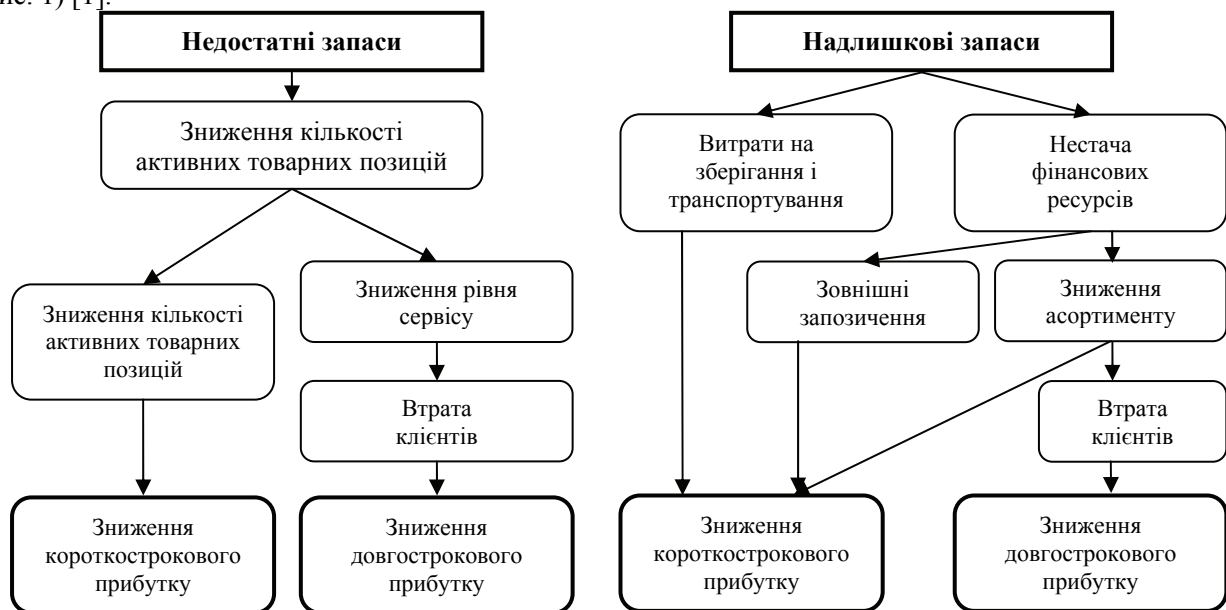 Недостатні запаси
Зниження кількості
активних товарних позицій
Зниження кількості
активних товарних
позицій
Зниження рівня
сервісу
Втрата
клієнтів
Зниження
короткострокового
прибутку
Зниження
довгострокового
прибутку
Надлишкові запаси
Витрати на
зберігання і
транспортування
Нестача
фінансових
ресурсів
Зовнішні
запозичення
Зниження
асортименту
Втрата
клієнтів
Зниження
короткострокового
прибутку
Зниження
довгострокового
прибутку